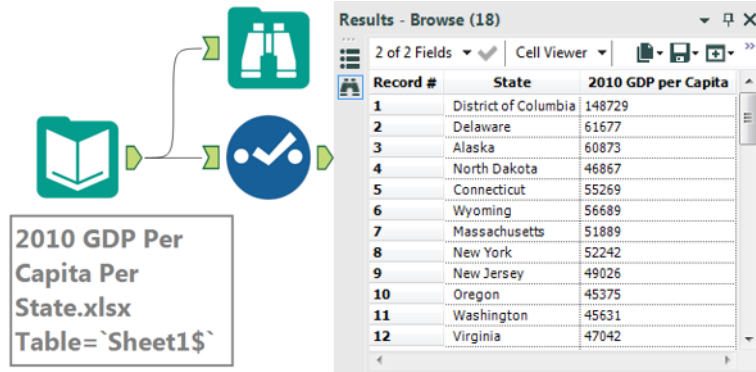 Results - Browse (18)
2 of 2 Fields Cell Viewer
Record # State 2010 GDP per Capita
1 District of Columbia 148729
2 Delaware 61677
3 Alaska 60873
4 North Dakota 46867
5 Connecticut 55269
6 Wyoming 56689
7 Massachusetts 51889
8 New York 52242
9 New Jersey 49026
10 Oregon 45375
11 Washington 45631
12 Virginia 47042
2010 GDP Per
Capita Per
State.xlsx
Table=`Sheet1$`